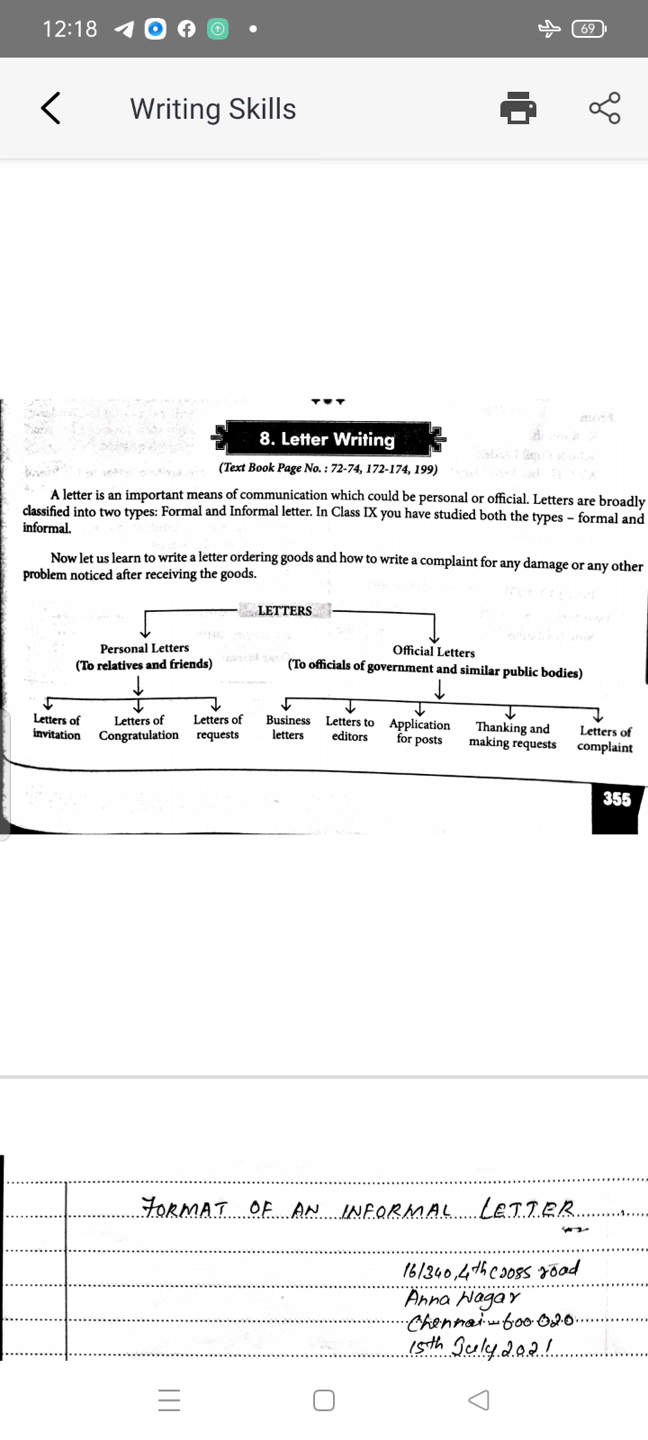 12:18
69
Writing Skills
8. Letter Writing
(Text Book Page No. : 72-74, 172-174, 199)
A letter is an important means of communication which could be personal or official. Letters are broadly
classified into two types: Formal and Informal letter. In Class IX you have studied both the types – formal and
informal.
Now let us learn to write a letter ordering goods and how to write a complaint for any damage or any other
problem noticed after receiving the goods.
LETTERS
Personal Letters
(To relatives and friends)
Official Letters
(To officials of government and similar public bodies)
Letters of
invitation
Letters of
Congratulation
Letters of
requests
Business
letters
Letters to
editors
Application
for posts
Thanking and
making requests
Letters of
complaint
355
FORMAT OF AN INFORMAL LETTER
161340, 4th road
Anna Nagar
Chennai - 600 020
15th July 2021